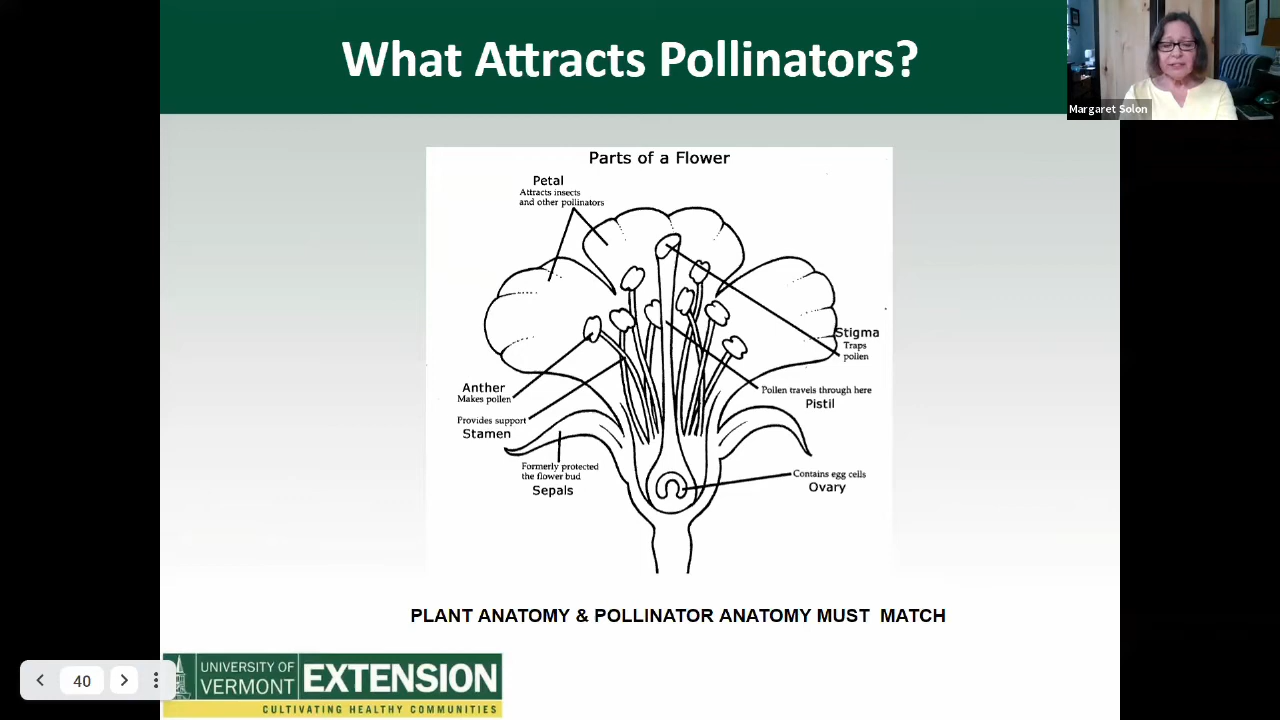 What Attracts Pollinators?
Margaret Solon
Parts of a Flower
Petal
Attracts insects
and other pollinators
Stigma
Traps
pollen
Anther
Makes pollen
Pollen travels through here
Pistil
Provides support
Stamen
Formerly protected
the flower bud
Sepals
Contains egg cells
Ovary
PLANT ANATOMY & POLLINATOR ANATOMY MUST MATCH
UNIVERSITY OF
VERMONT
EXTENSION
CULTIVATING HEALTHY COMMUNITIES
40